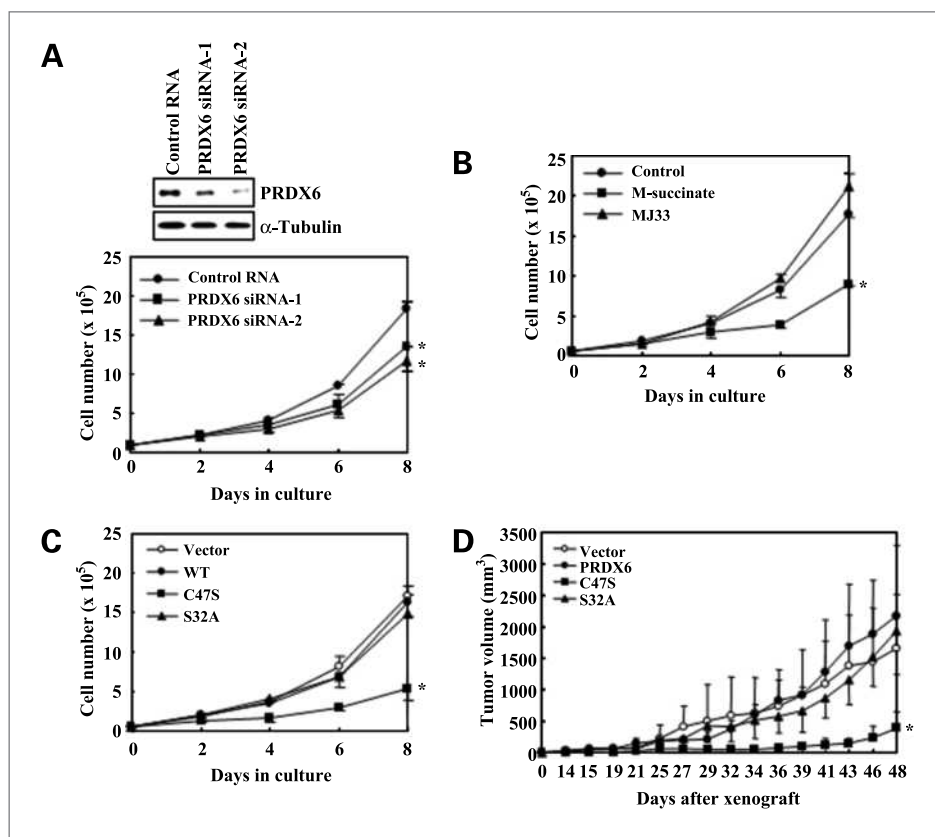 A
Control RNA
PRDX6 siRNA-1
PRDX6 siRNA-2
PRDX6
α-Tubulin
25
20
15
10
5
0
Cell number (x 10⁵)
Control RNA
PRDX6 siRNA-1
PRDX6 siRNA-2
*
*
0 2 4 6 8
Days in culture
B
25
20
15
10
5
0
Cell number (x 10⁵)
Control
M-succinate
MJ33
*
0 2 4 6 8
Days in culture
C
25
20
15
10
5
0
Cell number (x 10⁵)
Vector
WT
C47S
S32A
*
0 2 4 6 8
Days in culture
D
3500
3000
2500
2000
1500
1000
500
0
Tumor volume (mm³)
Vector
PRDX6
C47S
S32A
*
0 14 15 19 21 25 27 29 32 34 36 39 41 43 46 48
Days after xenograft